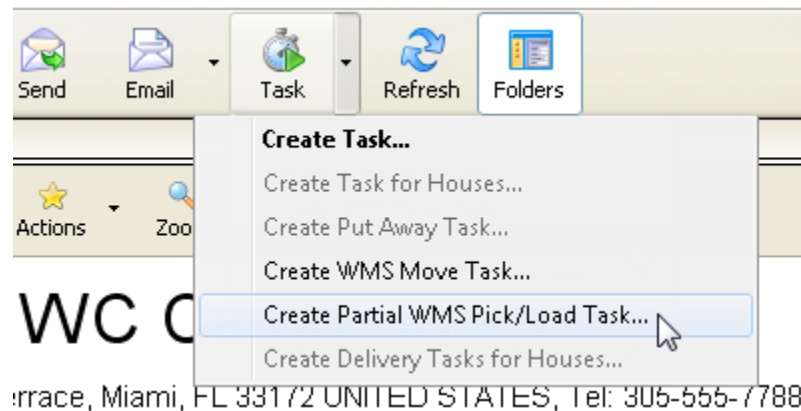 Send Email Task Refresh Folders
Create Task...
Create Task for Houses...
Actions Zoo
Create Put Away Task...
Create WMS Move Task...
WC C
Create Partial WMS Pick/Load Task...
Create Delivery Tasks for Houses...
errace, Miami, FL 33172 UNITED STATES, Tel: 305-555-7788